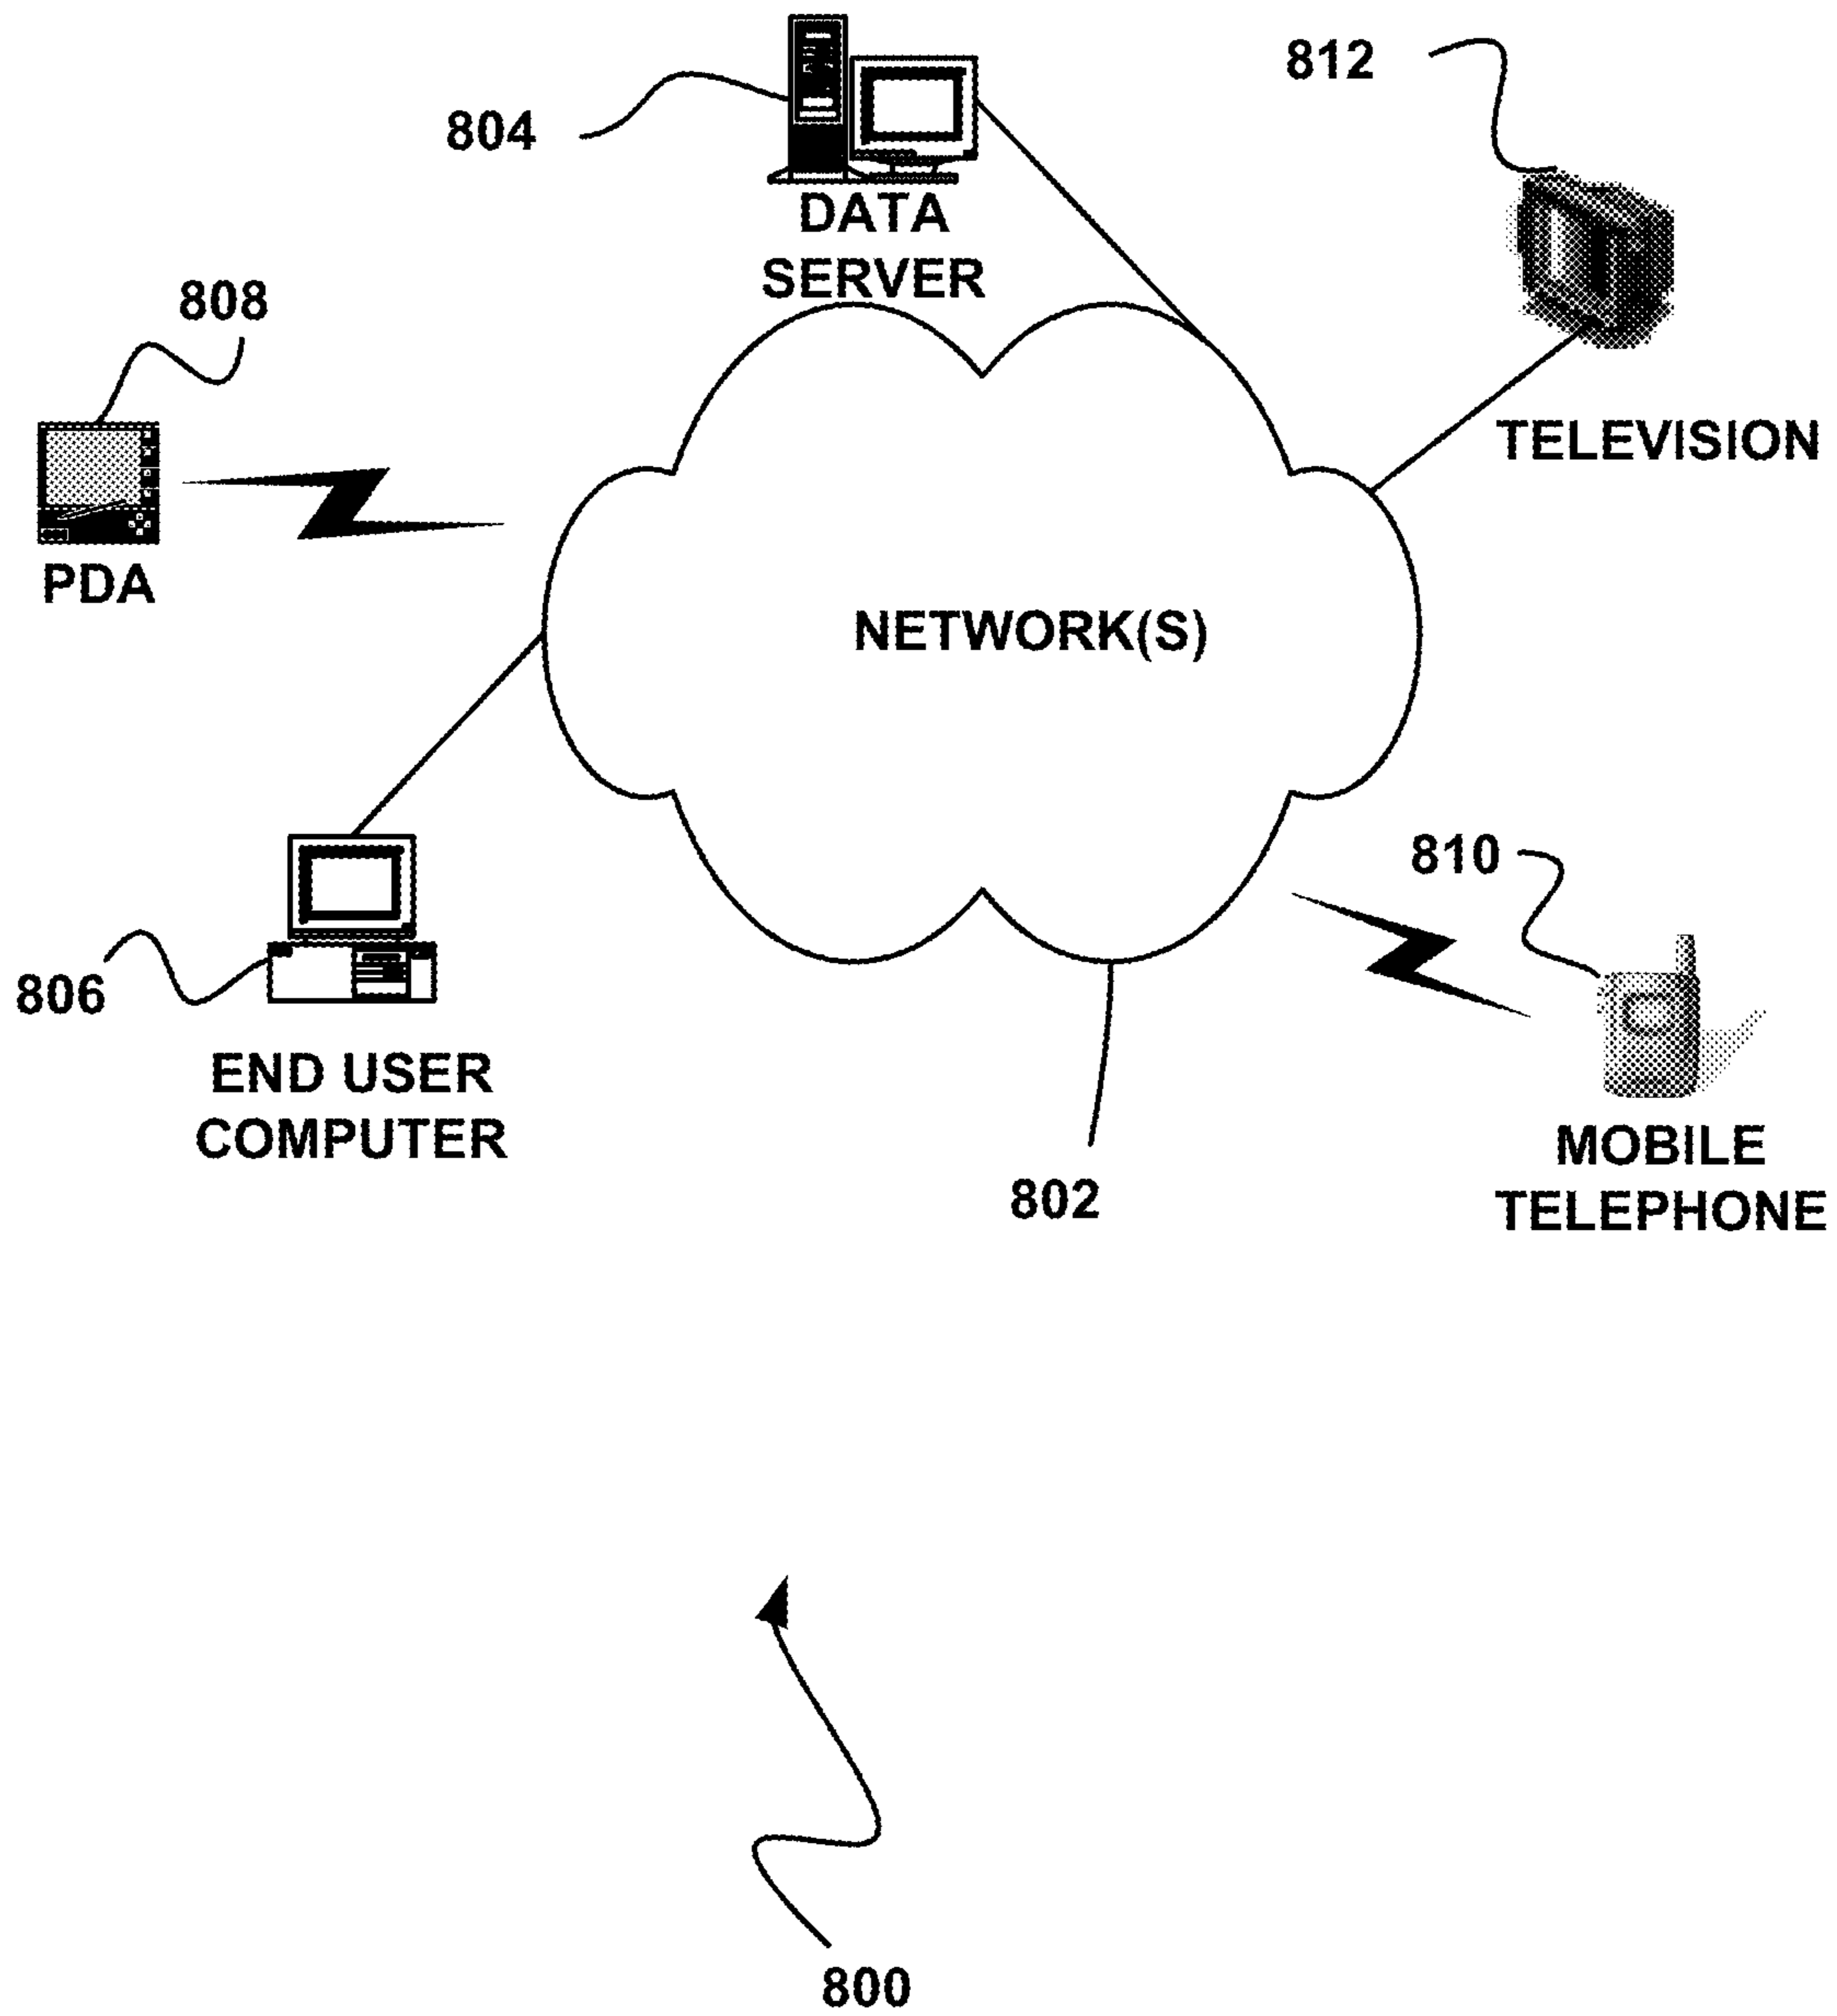 812
804
DATA
SERVER
808
TELEVISION
PDA
NETWORK(S)
810
806
END USER
COMPUTER
802
MOBILE
TELEPHONE
800